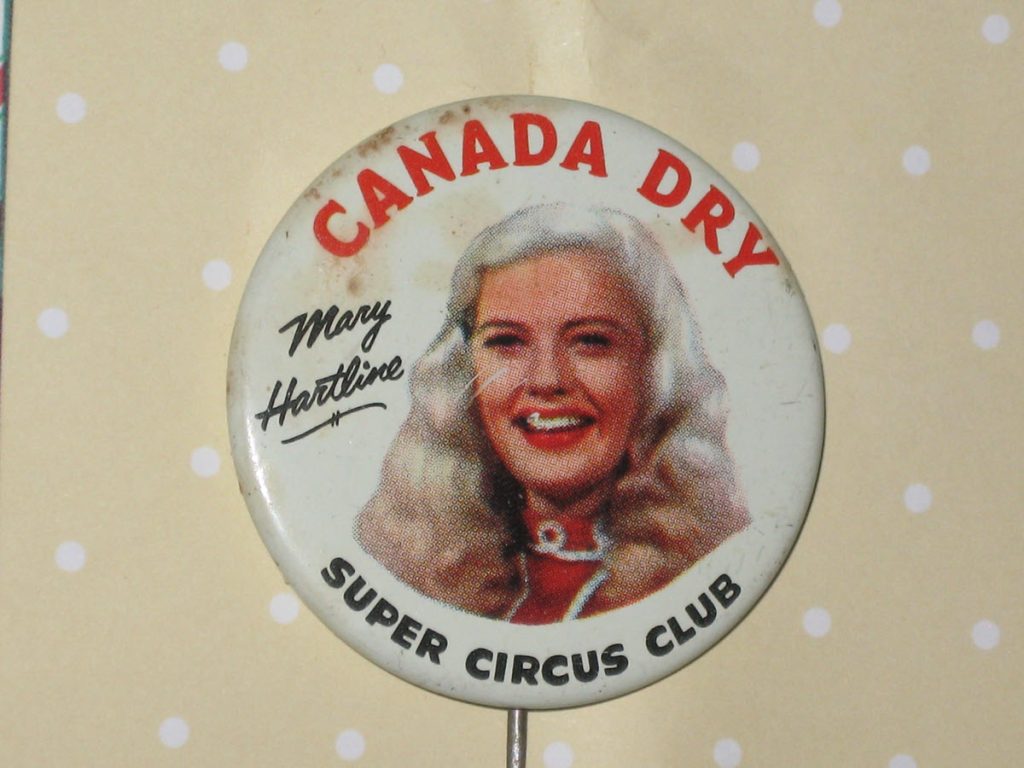 CANADA DRY
Mary
Hartline
SUPER CIRCUS CLUB